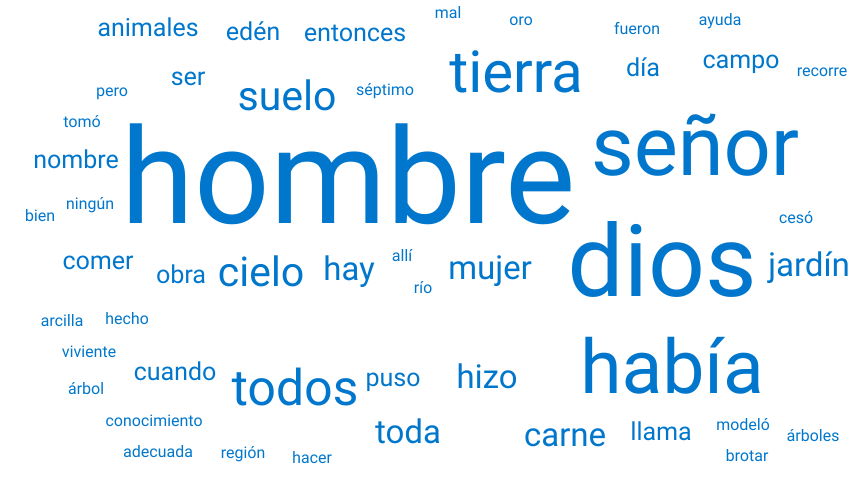 mal
oro
animales edén entonces
fueron
ayuda
tierra
día
campo
recorre
ser
pero
suelo
séptimo
tomó
hombre
señor
nombre
ningún
bien
cesó
comer
obra
cielo
hay
allí
río
mujer
dios
jardín
arcilla
hecho
viviente
cuando
árbol
todos
puso
hizo
había
conocimiento
adecuada
región
hacer
toda
carne
llama
modeló
árboles
brotar